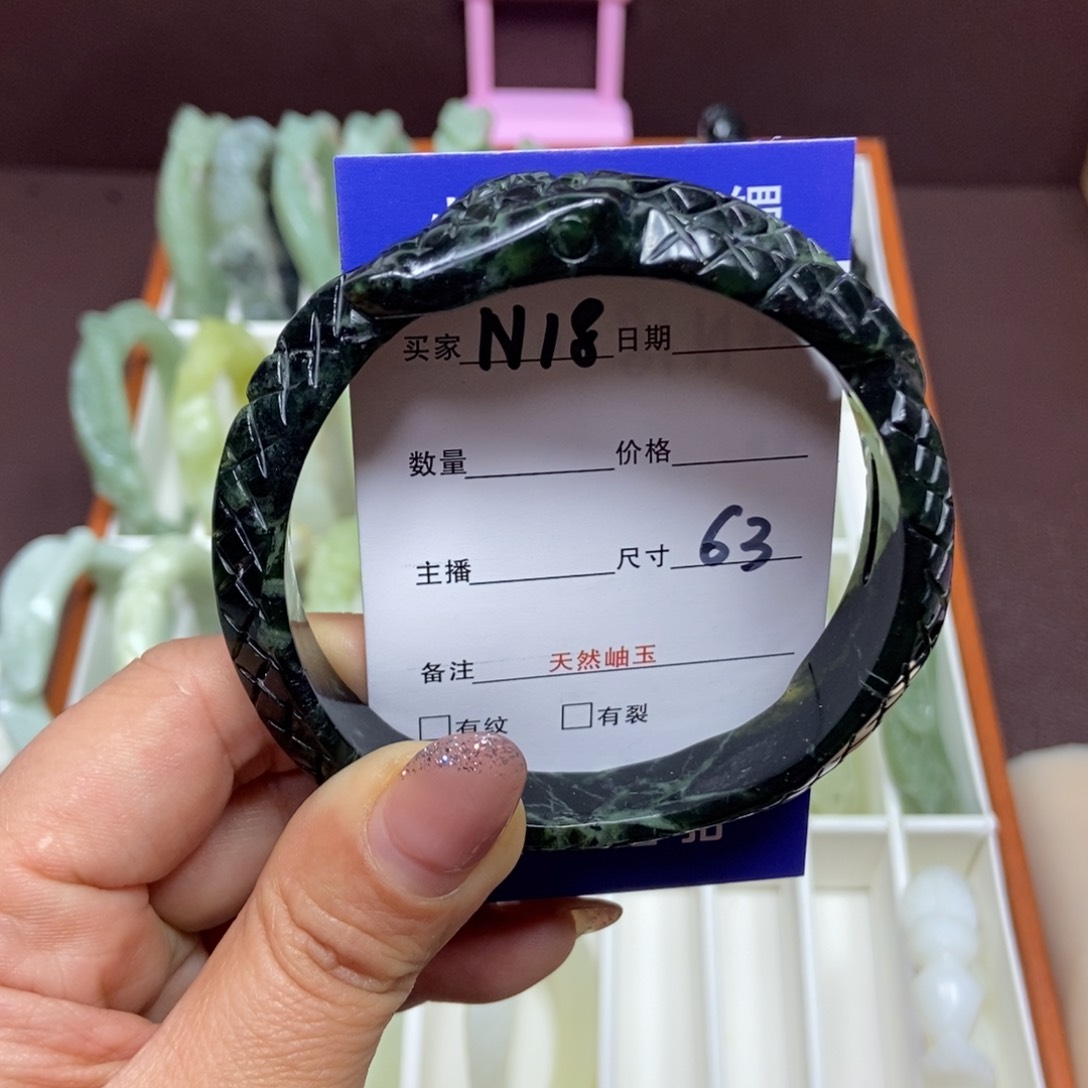 买家 N18 日期
数量 价格
主播 尺寸 63
备注 天然岫玉
有纹 有裂